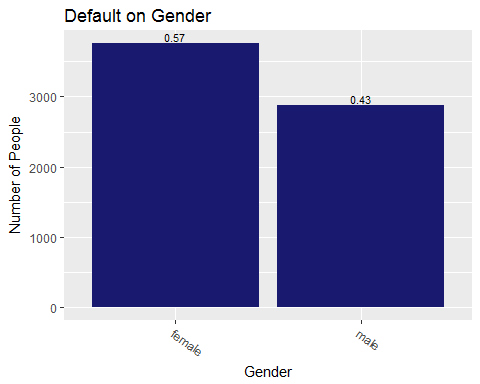 Default on Gender
0.57
0.43
3000
2000
1000
0
Number of People
female
male
Gender